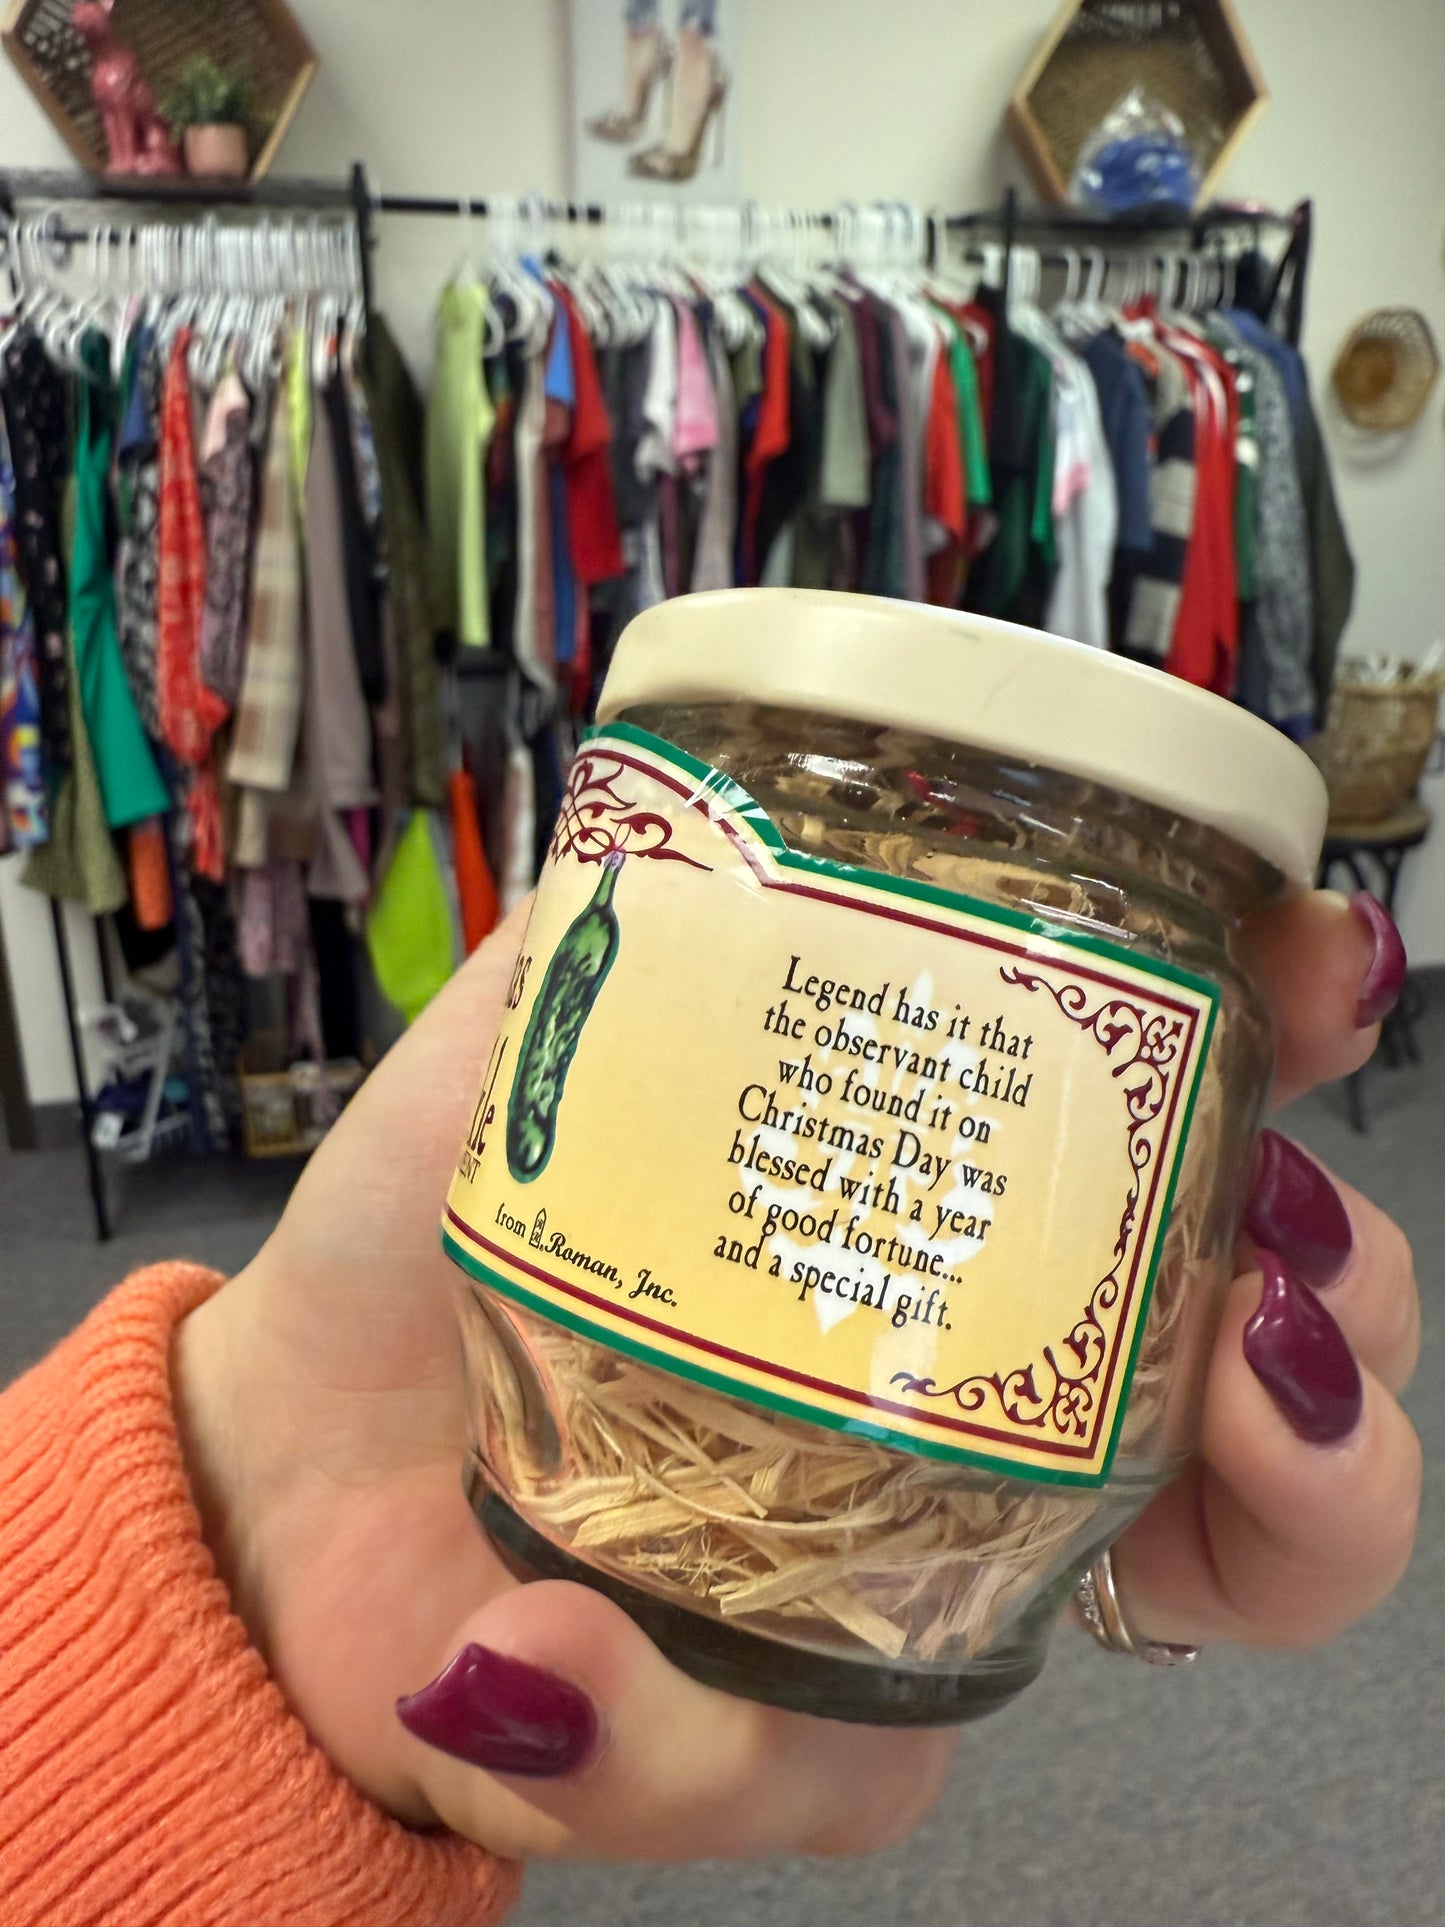 from Roman, Inc.
Legend has it that
the observant child
who found it on
Christmas Day was
blessed with a year
of good fortune...
and a special gift.